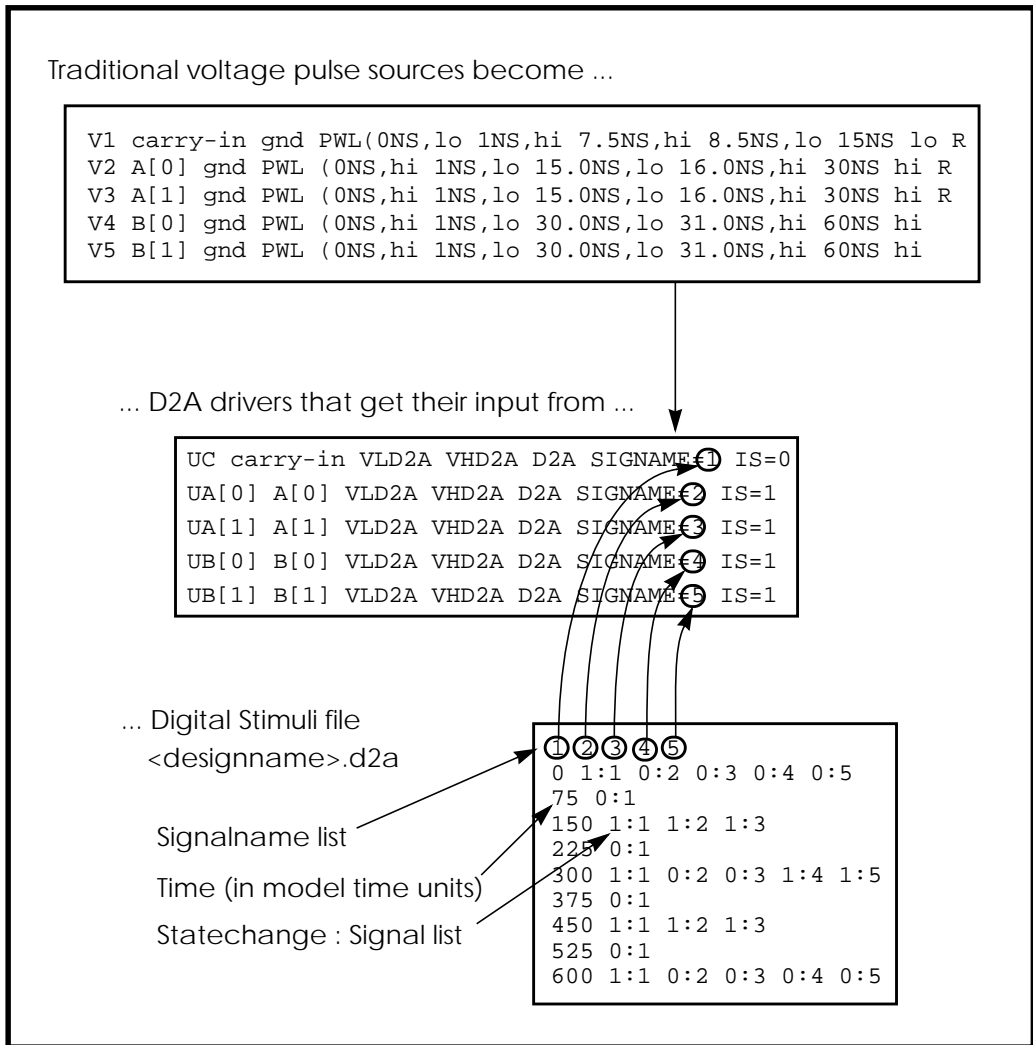 Traditional voltage pulse sources become ...
V1 carry-in gnd PWL(0NS,lo 1NS,hi 7.5NS,hi 8.5NS,lo 15NS lo R
V2 A[0] gnd PWL (0NS,hi 1NS,lo 15.0NS,lo 16.0NS,hi 30NS hi R
V3 A[1] gnd PWL (0NS,hi 1NS,lo 15.0NS,lo 16.0NS,hi 30NS hi R
V4 B[0] gnd PWL (0NS,hi 1NS,lo 30.0NS,lo 31.0NS,hi 60NS hi
V5 B[1] gnd PWL (0NS,hi 1NS,lo 30.0NS,lo 31.0NS,hi 60NS hi
... D2A drivers that get their input from ...
UC carry-in VLD2A VHD2A D2A SIGNAME=1 IS=0
UA[0] A[0] VLD2A VHD2A D2A SIGNAME=2 IS=1
UA[1] A[1] VLD2A VHD2A D2A SIGNAME=3 IS=1
UB[0] B[0] VLD2A VHD2A D2A SIGNAME=4 IS=1
UB[1] B[1] VLD2A VHD2A D2A SIGNAME=5 IS=1
... Digital Stimuli file
<designname>.d2a
Signalname list
Time (in model time units)
Statechange : Signal list
1 2 3 4 5
0 1:1 0:2 0:3 0:4 0:5
75 0:1
150 1:1 1:2 1:3
225 0:1
300 1:1 0:2 0:3 1:4 1:5
375 0:1
450 1:1 1:2 1:3
525 0:1
600 1:1 0:2 0:3 0:4 0:5